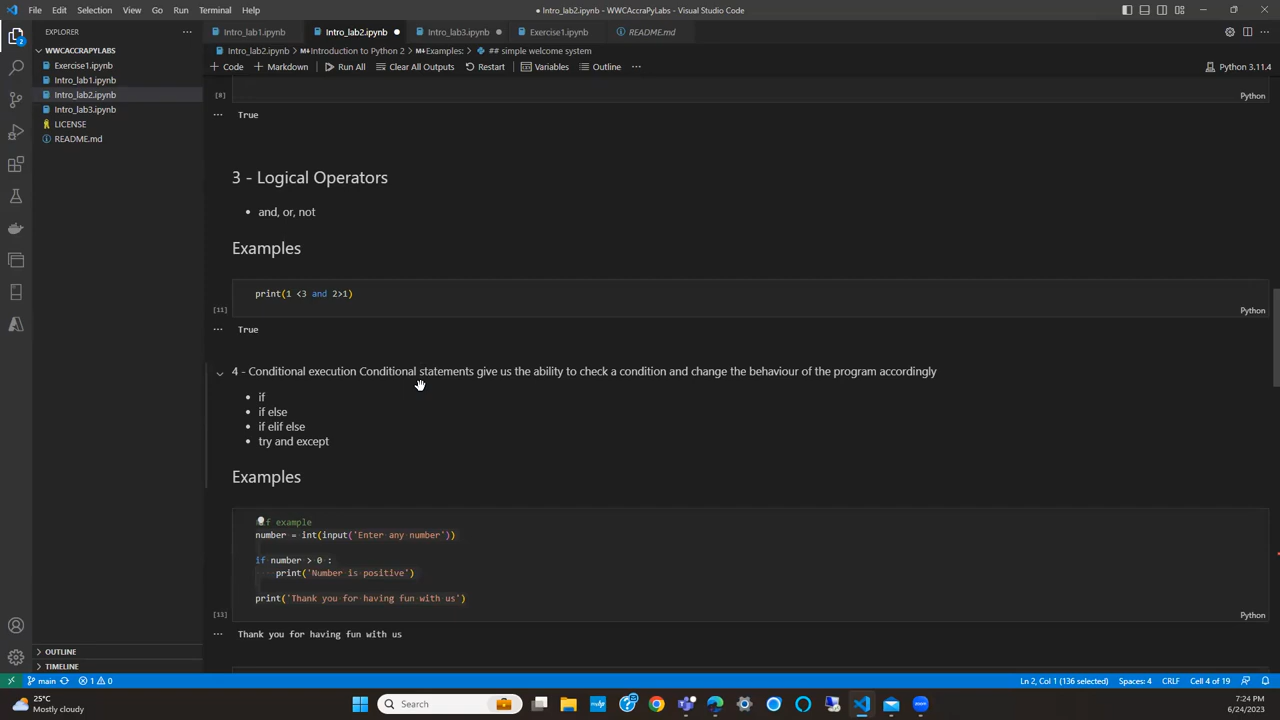 File Edit Selection View Go Run Terminal Help
● Intro_lab2.ipynb - WWCAccraPyLabs - Visual Studio Code
EXPLORER
Intro_lab1.ipynb
Intro_lab2.ipynb
Intro_lab3.ipynb
Exercise1.ipynb
README.md
WWCACCRAPYLABS
Exercise1.ipynb
Intro_lab1.ipynb
Intro_lab2.ipynb
Intro_lab3.ipynb
LICENSE
README.md
OUTLINE
TIMELINE
2
Intro_lab2.ipynb > Introduction to Python 2 > Examples: > ## simple welcome system
+ Code + Markdown Run All Clear All Outputs Restart Variables Outline ... Python 3.11.4
[8] Python
... True
3 - Logical Operators
• and, or, not
Examples
print(1 <3 and 2>1)
[11] Python
... True
4 - Conditional execution Conditional statements give us the ability to check a condition and change the behaviour of the program accordingly
• if
• if else
• if elif else
• try and except
Examples
f example
number = int(input('Enter any number'))
if number > 0 :
print('Number is positive')
print('Thank you for having fun with us')
[13] Python
... Thank you for having fun with us
main 1 0 Ln 2, Col 1 (136 selected) Spaces: 4 CRLF Cell 4 of 19
25°C
Mostly cloudy
Search
7:24 PM
6/24/2023